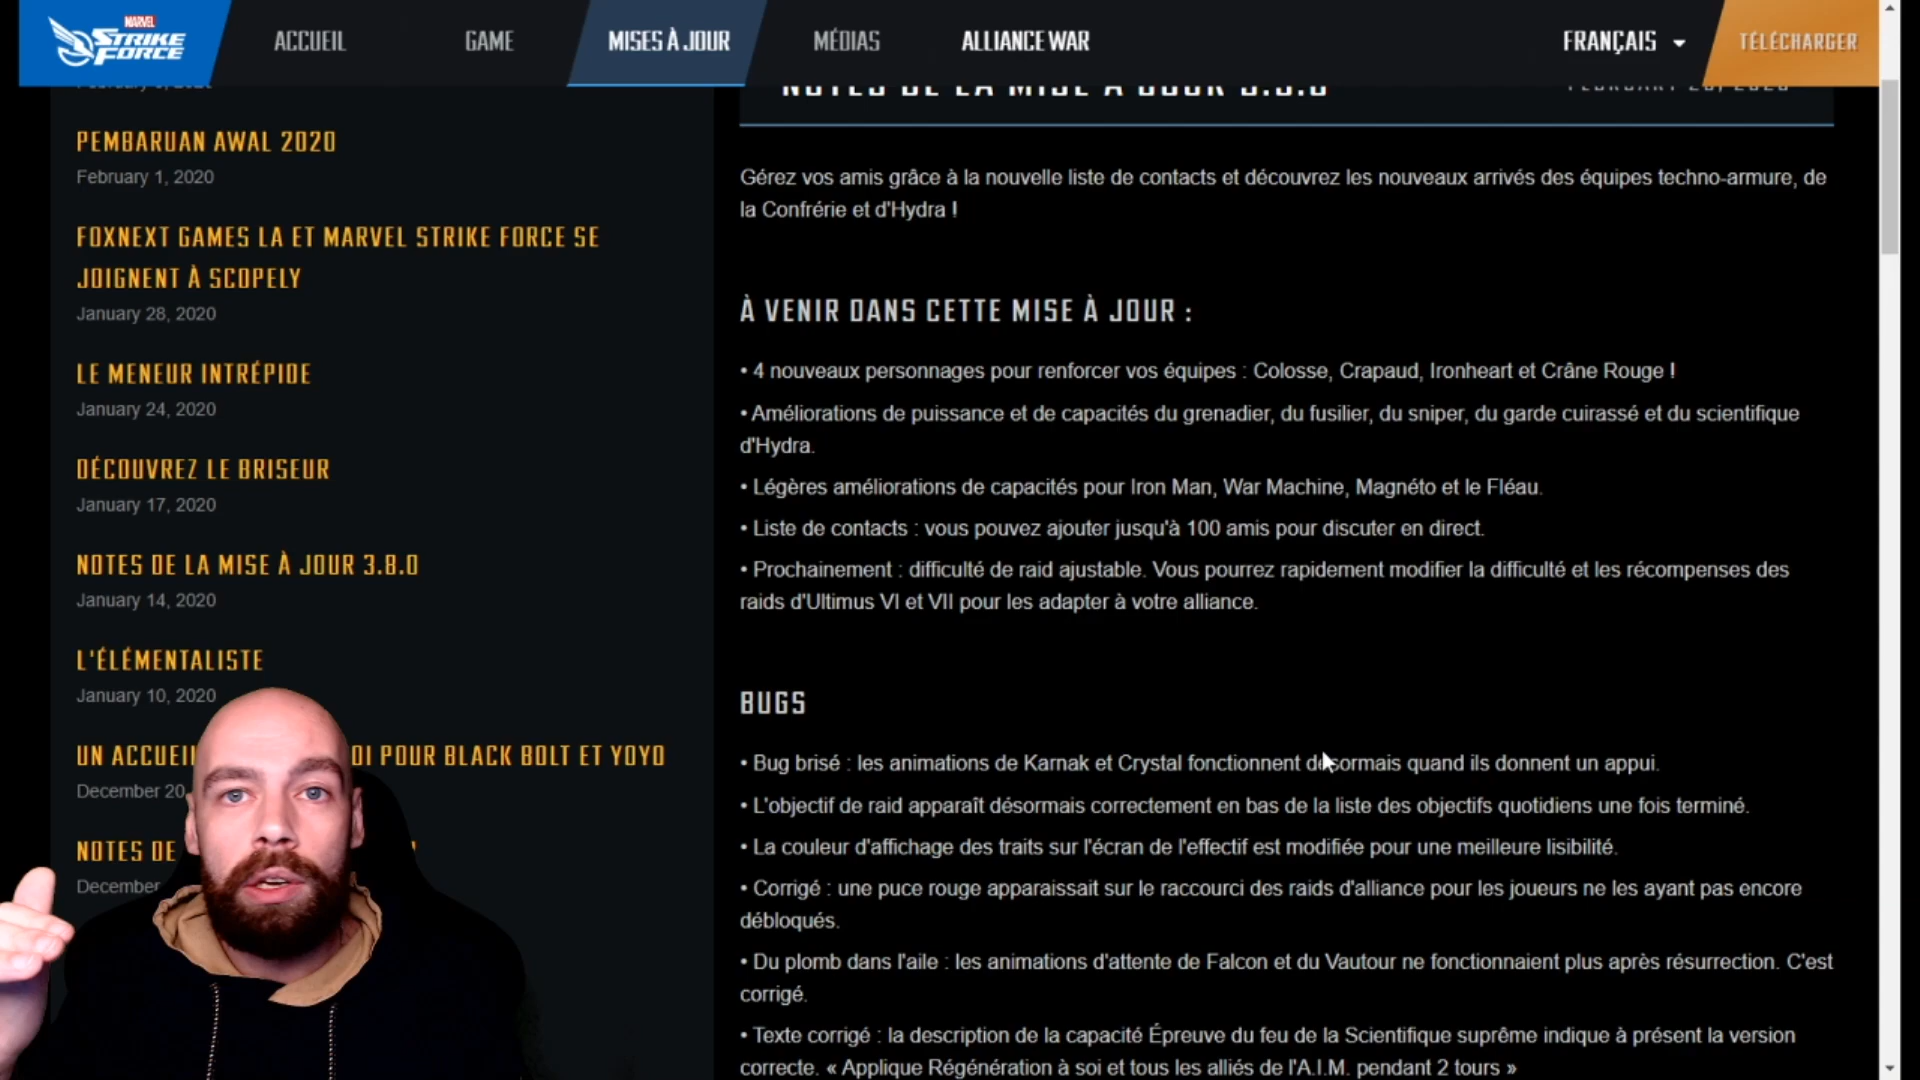 MARVEL
STRIKE
FORCE
ACCUEIL
GAME
MISES À JOUR
MÉDIAS
ALLIANCE WAR
FRANÇAIS
TÉLÉCHARGER
PEMBARUAN AWAL 2020
February 1, 2020
FOXNEXT GAMES LA ET MARVEL STRIKE FORCE SE
JOIGNENT À SCOPELY
January 28, 2020
LE MENEUR INTRÉPIDE
January 24, 2020
DÉCOUVREZ LE BRISEUR
January 17, 2020
NOTES DE LA MISE À JOUR 3.8.0
January 14, 2020
L'ÉLÉMENTALISTE
January 10, 2020
UN ACCUEI
OI POUR BLACK BOLT ET YOYO
December 20
NOTES DE
December
NOTES DE LA MISE À JOUR
Gérez vos amis grâce à la nouvelle liste de contacts et découvrez les nouveaux arrivés des équipes techno-armure, de
la Confrérie et d'Hydra !
À VENIR DANS CETTE MISE À JOUR :
• 4 nouveaux personnages pour renforcer vos équipes : Colosse, Crapaud, Ironheart et Crâne Rouge !
• Améliorations de puissance et de capacités du grenadier, du fusilier, du sniper, du garde cuirassé et du scientifique
d'Hydra.
• Légères améliorations de capacités pour Iron Man, War Machine, Magnéto et le Fléau.
• Liste de contacts : vous pouvez ajouter jusqu'à 100 amis pour discuter en direct.
• Prochainement : difficulté de raid ajustable. Vous pourrez rapidement modifier la difficulté et les récompenses des
raids d'Ultimus VI et VII pour les adapter à votre alliance.
BUGS
• Bug brisé : les animations de Karnak et Crystal fonctionnent désormais quand ils donnent un appui.
• L'objectif de raid apparaît désormais correctement en bas de la liste des objectifs quotidiens une fois terminé.
• La couleur d'affichage des traits sur l'écran de l'effectif est modifiée pour une meilleure lisibilité.
• Corrigé : une puce rouge apparaissait sur le raccourci des raids d'alliance pour les joueurs ne les ayant pas encore
débloqués.
• Du plomb dans l'aile : les animations d'attente de Falcon et du Vautour ne fonctionnaient plus après résurrection. C'est
corrigé.
• Texte corrigé : la description de la capacité Épreuve du feu de la Scientifique suprême indique à présent la version
correcte. « Applique Régénération à soi et tous les alliés de l'A.I.M. pendant 2 tours »